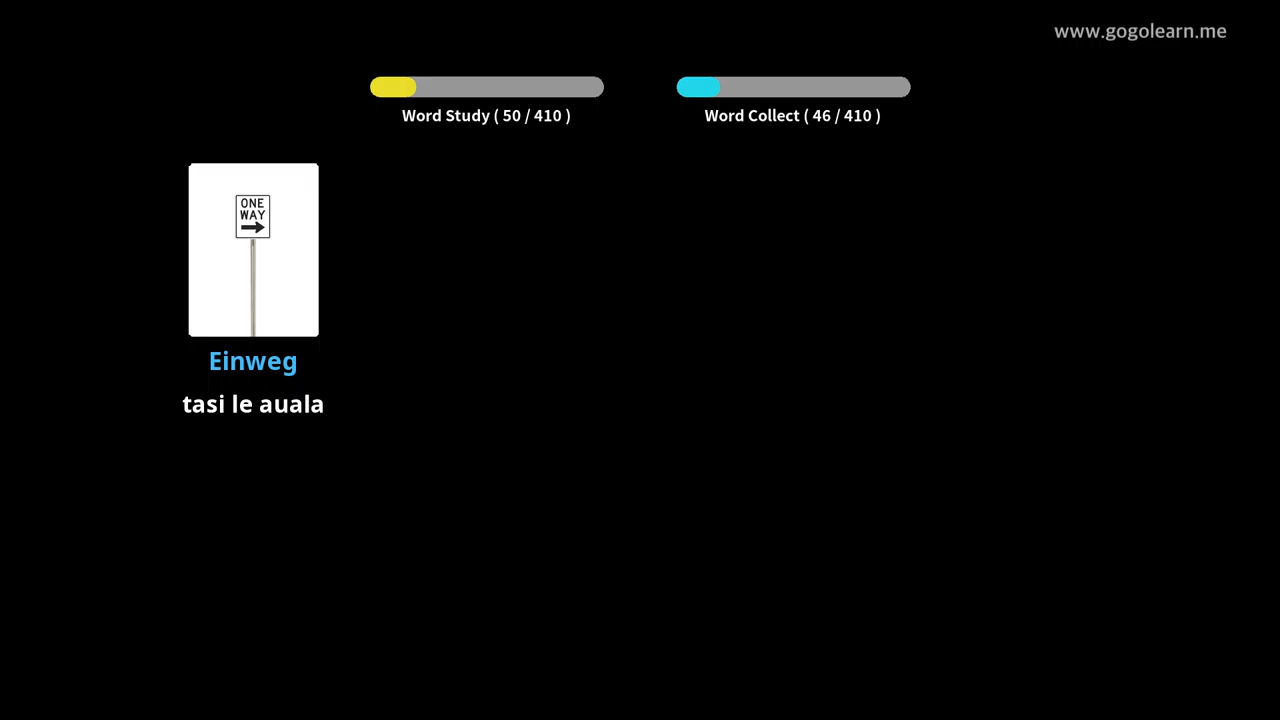 www.gogolearn.me
Word Study ( 50 / 410 )
Word Collect ( 46 / 410 )
ONE
WAY
Einweg
tasi le auala